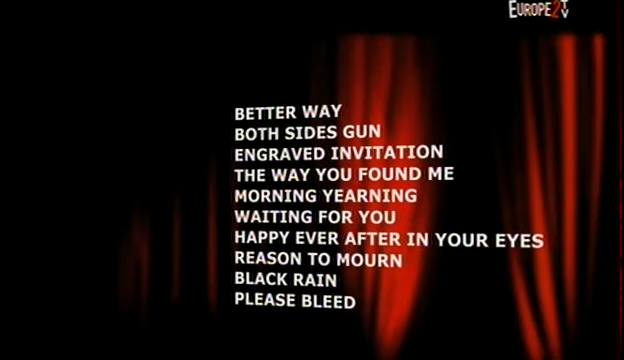 EUROPE2TV
BETTER WAY
BOTH SIDES GUN
ENGRAVED INVITATION
THE WAY YOU FOUND ME
MORNING YEARNING
WAITING FOR YOU
HAPPY EVER AFTER IN YOUR EYES
REASON TO MOURN
BLACK RAIN
PLEASE BLEED